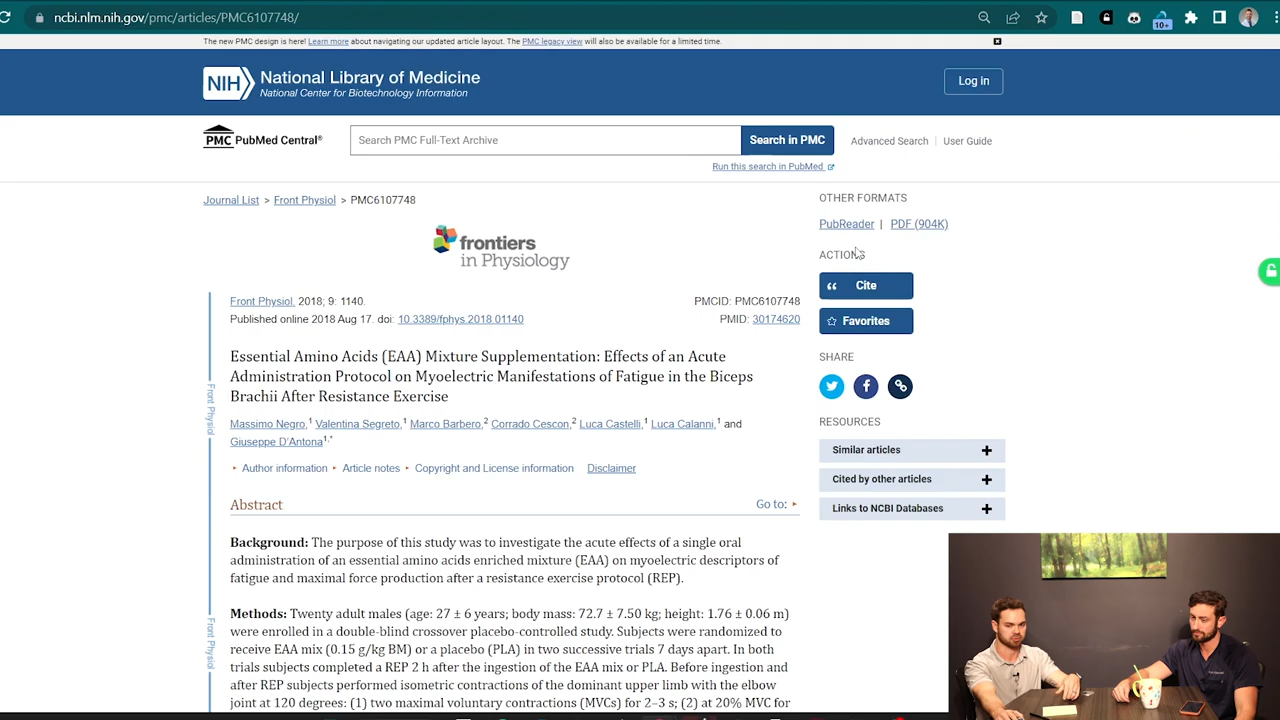 ncbi.nlm.nih.gov/pmc/articles/PMC6107748/
10+
The new PMC design is here! Learn more about navigating our updated article layout. The PMC legacy view will also be available for a limited time.
NIH National Library of Medicine
National Center for Biotechnology Information
Log in
PMC PubMed Central®
Search PMC Full-Text Archive
Search in PMC
Advanced Search | User Guide
Run this search in PubMed
Journal List > Front Physiol > PMC6107748
frontiers
in Physiology
Front Physiol. 2018; 9: 1140.
PMCID: PMC6107748
Published online 2018 Aug 17. doi: 10.3389/fphys.2018.01140
PMID: 30174620
Essential Amino Acids (EAA) Mixture Supplementation: Effects of an Acute
Administration Protocol on Myoelectric Manifestations of Fatigue in the Biceps
Brachii After Resistance Exercise
Massimo Negro,1 Valentina Segreto,1 Marco Barbero,2 Corrado Cescon,2 Luca Castelli,1 Luca Calanni,1 and
Giuseppe D'Antona1,*
Author information Article notes Copyright and License information Disclaimer
Abstract
Go to:
Background: The purpose of this study was to investigate the acute effects of a single oral
administration of an essential amino acids enriched mixture (EAA) on myoelectric descriptors of
fatigue and maximal force production after a resistance exercise protocol (REP).
Methods: Twenty adult males (age: 27 ± 6 years; body mass: 72.7 ± 7.50 kg; height: 1.76 ± 0.06 m)
were enrolled in a double-blind crossover placebo-controlled study. Subjects were randomized to
receive EAA mix (0.15 g/kg BM) or a placebo (PLA) in two successive trials 7 days apart. In both
trials subjects completed a REP 2 h after the ingestion of the EAA mix or PLA. Before ingestion and
after REP subjects performed isometric contractions of the dominant upper limb with the elbow
joint at 120 degrees: (1) two maximal voluntary contractions (MVCs) for 2–3 s; (2) at 20% MVC for
Front Physiol
Front Physiol
OTHER FORMATS
PubReader | PDF (904K)
ACTIONS
Cite
Favorites
SHARE
RESOURCES
Similar articles
Cited by other articles
Links to NCBI Databases